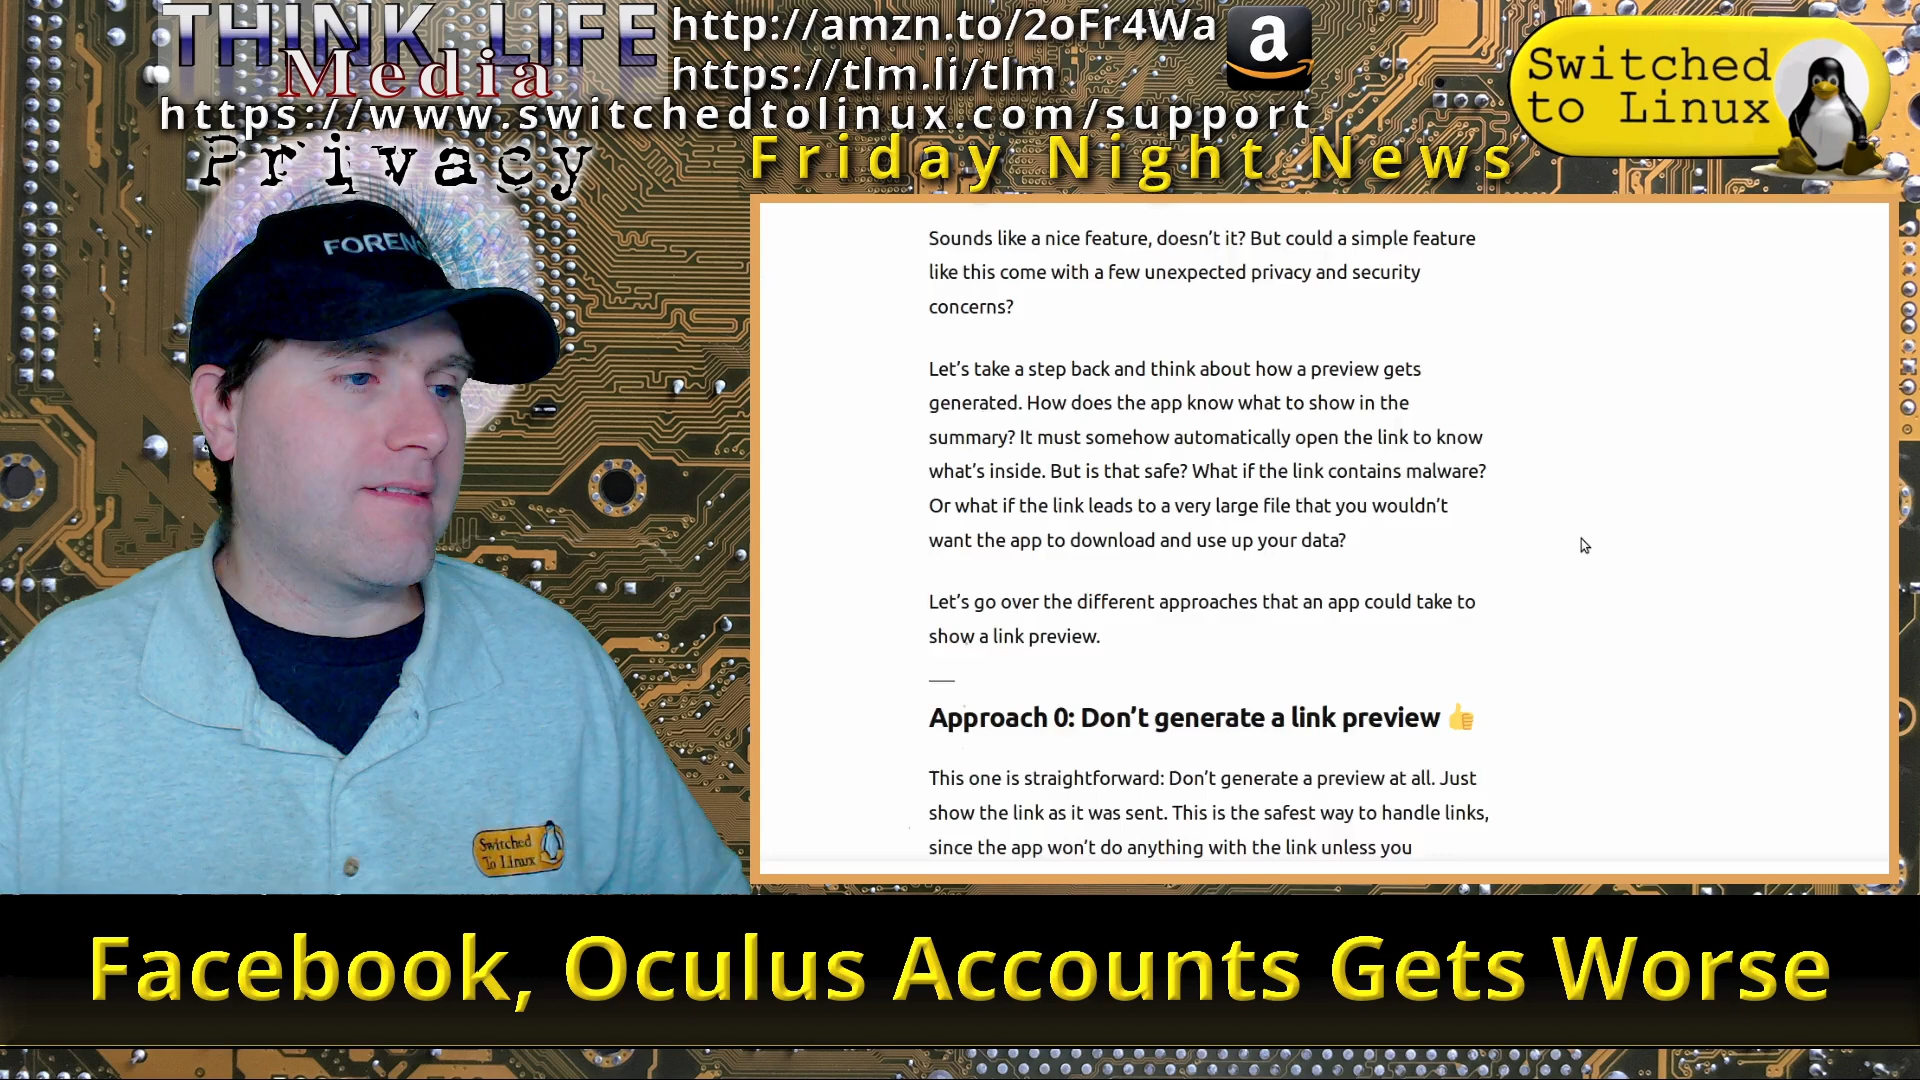 THINK LIFE
Media
http://amzn.to/2oFr4Wa
https://tlm.li/tlm
https://www.switchedtolinux.com/support
a
Switched
to Linux
Privacy
Friday Night News
FOREN
Sounds like a nice feature, doesn’t it? But could a simple feature
like this come with a few unexpected privacy and security
concerns?
Let’s take a step back and think about how a preview gets
generated. How does the app know what to show in the
summary? It must somehow automatically open the link to know
what’s inside. But is that safe? What if the link contains malware?
Or what if the link leads to a very large file that you wouldn’t
want the app to download and use up your data?
Let’s go over the different approaches that an app could take to
show a link preview.
Approach 0: Don’t generate a link preview 👍
This one is straightforward: Don’t generate a preview at all. Just
show the link as it was sent. This is the safest way to handle links,
since the app won’t do anything with the link unless you
Switched
To Linux
Facebook, Oculus Accounts Gets Worse